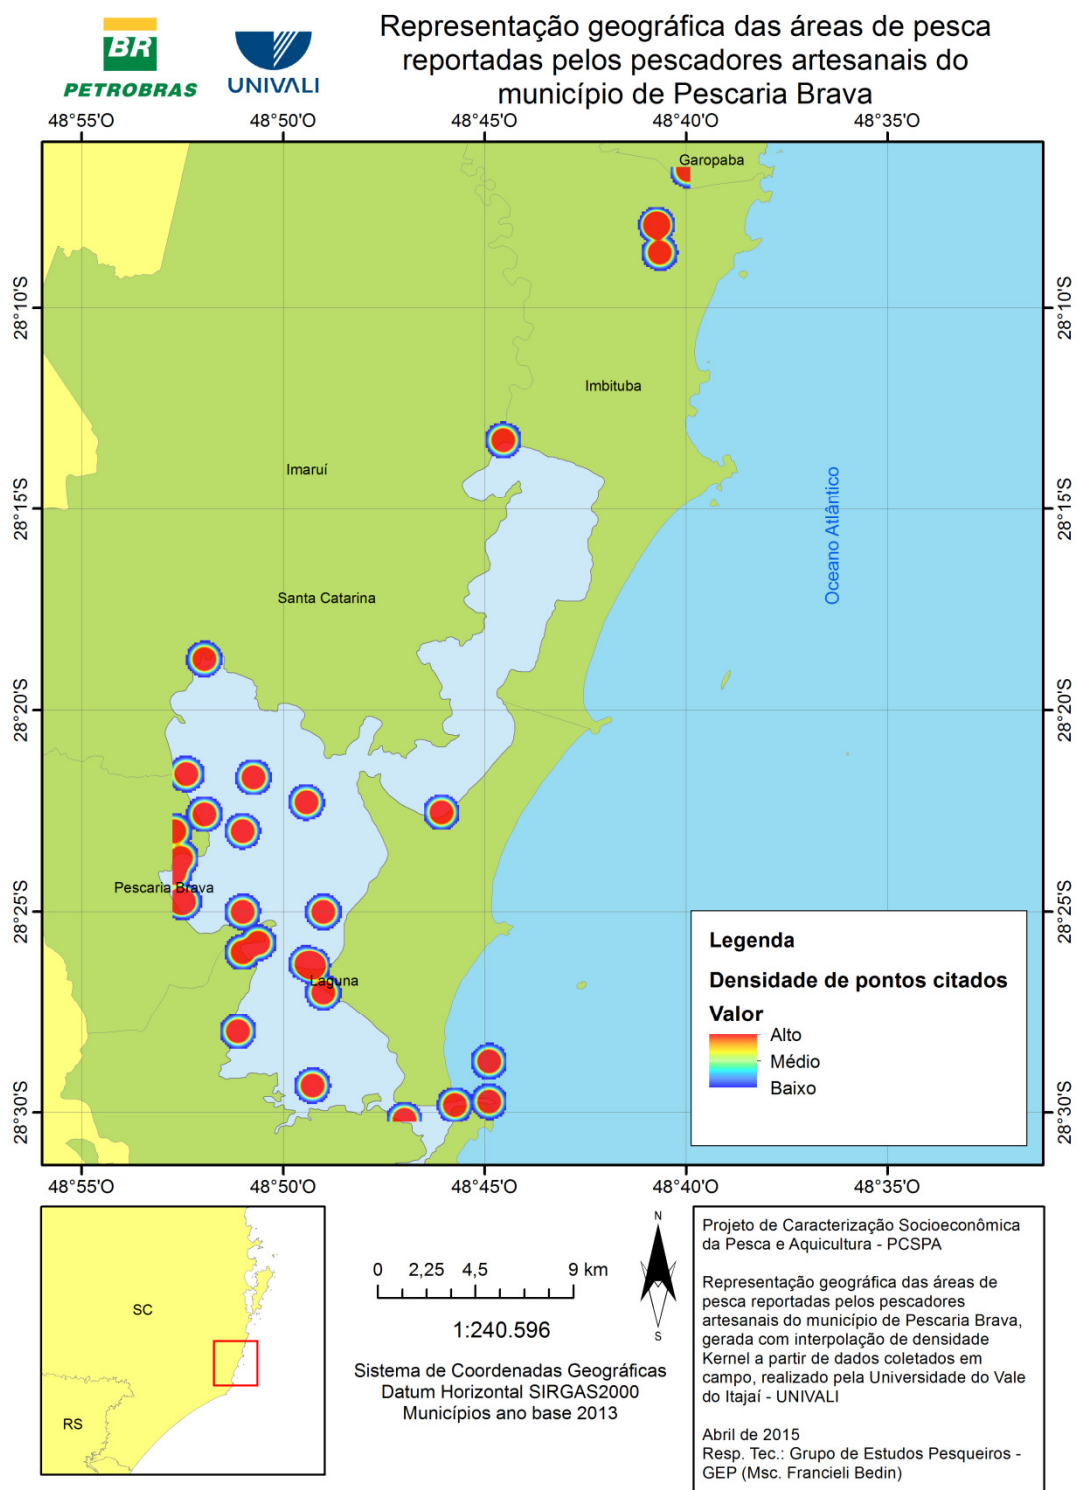 BR
PETROBRAS
UNIVALI
Representação geográfica das áreas de pesca
reportadas pelos pescadores artesanais do
município de Pescaria Brava
48°55'O 48°50'O 48°45'O 48°40'O 48°35'O
Garopaba
28°10'S 28°10'S
Imbituba
Imaruí
28°15'S 28°15'S
Oceano Atlântico
Santa Catarina
28°20'S 28°20'S
Pescaria Brava
28°25'S 28°25'S
Laguna
Legenda
Densidade de pontos citados
Valor
Alto
Médio
Baixo
28°30'S 28°30'S
48°55'O 48°50'O 48°45'O 48°40'O 48°35'O
SC
RS
0 2,25 4,5 9 km
1:240.596
Sistema de Coordenadas Geográficas
Datum Horizontal SIRGAS2000
Municípios ano base 2013
N
S
Projeto de Caracterização Socioeconômica
da Pesca e Aquicultura - PCSPA
Representação geográfica das áreas de
pesca reportadas pelos pescadores
artesanais do município de Pescaria Brava,
gerada com interpolação de densidade
Kernel a partir de dados coletados em
campo, realizado pela Universidade do Vale
do Itajaí - UNIVALI
Abril de 2015
Resp. Tec.: Grupo de Estudos Pesqueiros -
GEP (Msc. Francieli Bedin)